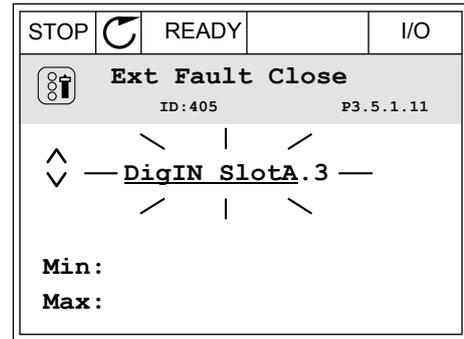 STOP READY I/O
Ext Fault Close
ID:405 P3.5.1.11
DigIN SlotA.3
Min:
Max: